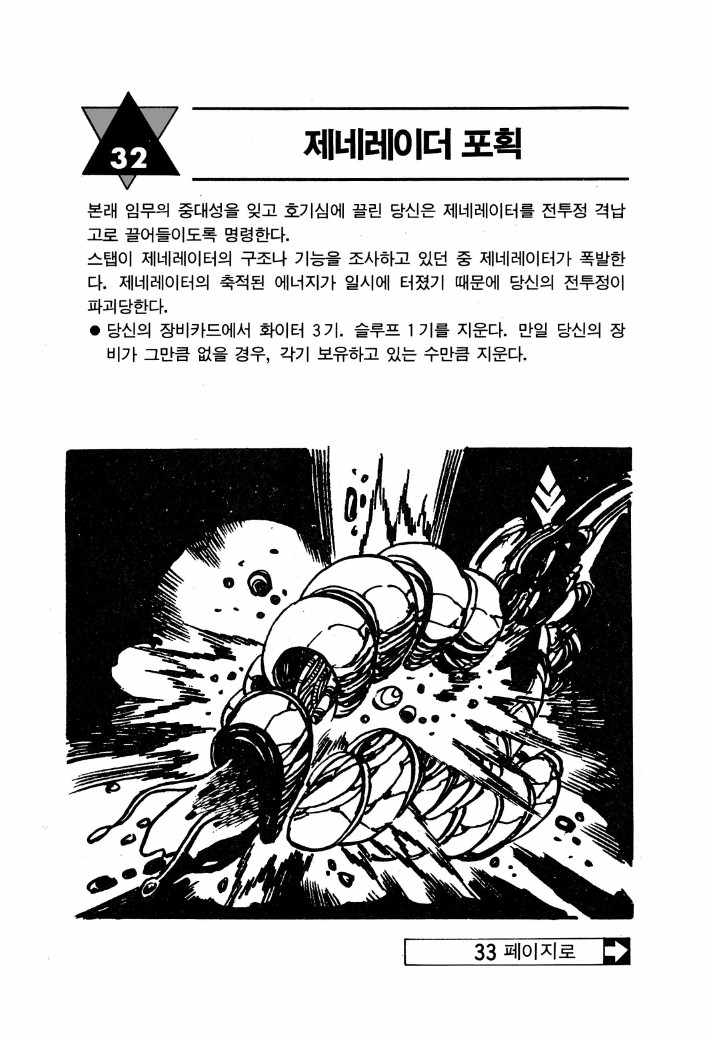 32
제네레이더 포획
본래 임무의 중대성을 잊고 호기심에 끌린 당신은 제네레이터를 전투정 격납
고로 끌어들이도록 명령한다.
스탭이 제네레이터의 구조나 기능을 조사하고 있던 중 제네레이터가 폭발한
다. 제네레이터의 축적된 에너지가 일시에 터졌기 때문에 당신의 전투정이
파괴당한다.
● 당신의 장비카드에서 화이터 3기. 슬루프 1기를 지운다. 만일 당신의 장
비가 그만큼 없을 경우, 각기 보유하고 있는 수만큼 지운다.
33 페이지로